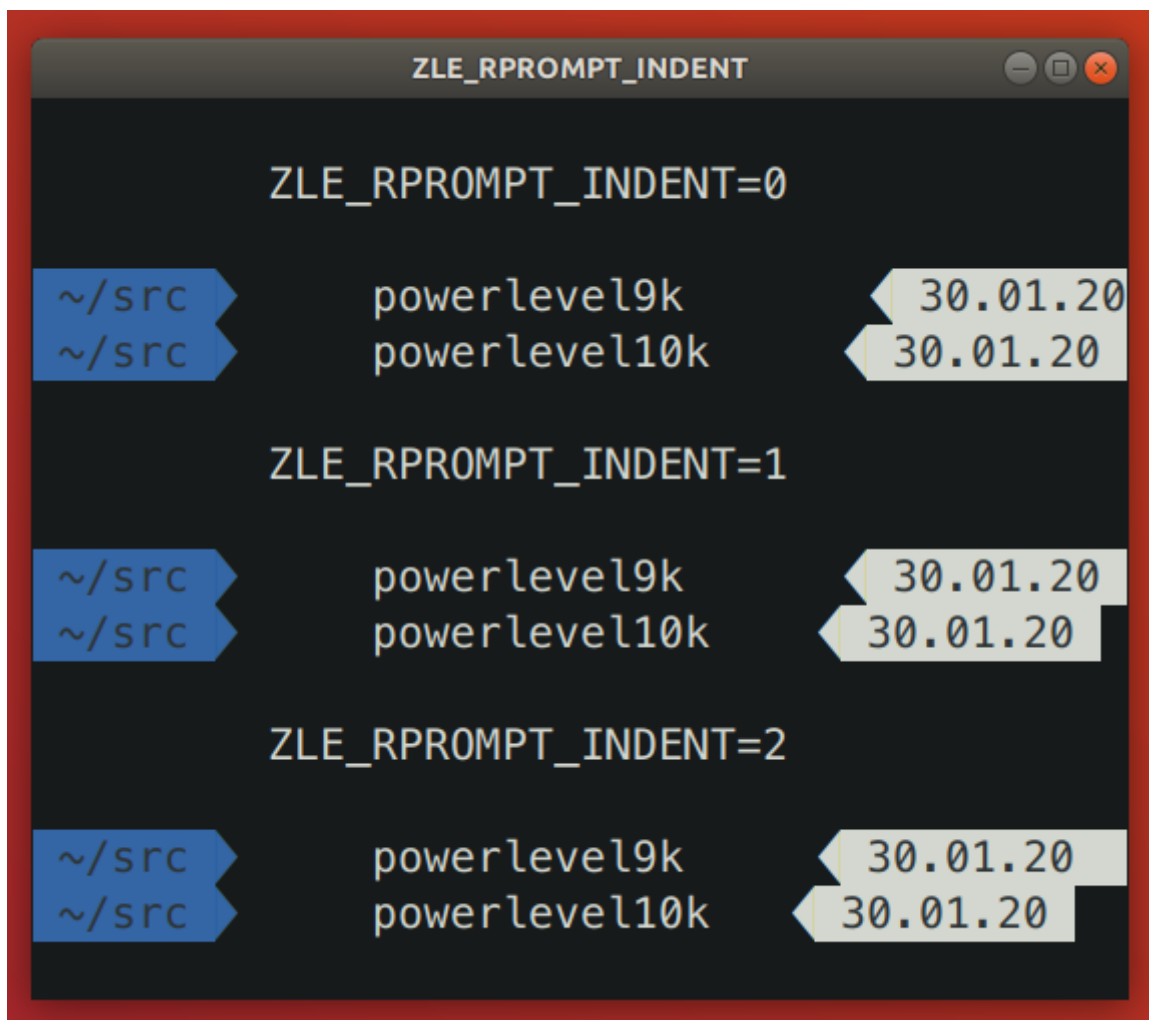 ZLE_RPROMPT_INDENT
ZLE_RPROMPT_INDENT=0
~/src powerlevel9k 30.01.20
~/src powerlevel10k 30.01.20
ZLE_RPROMPT_INDENT=1
~/src powerlevel9k 30.01.20
~/src powerlevel10k 30.01.20
ZLE_RPROMPT_INDENT=2
~/src powerlevel9k 30.01.20
~/src powerlevel10k 30.01.20